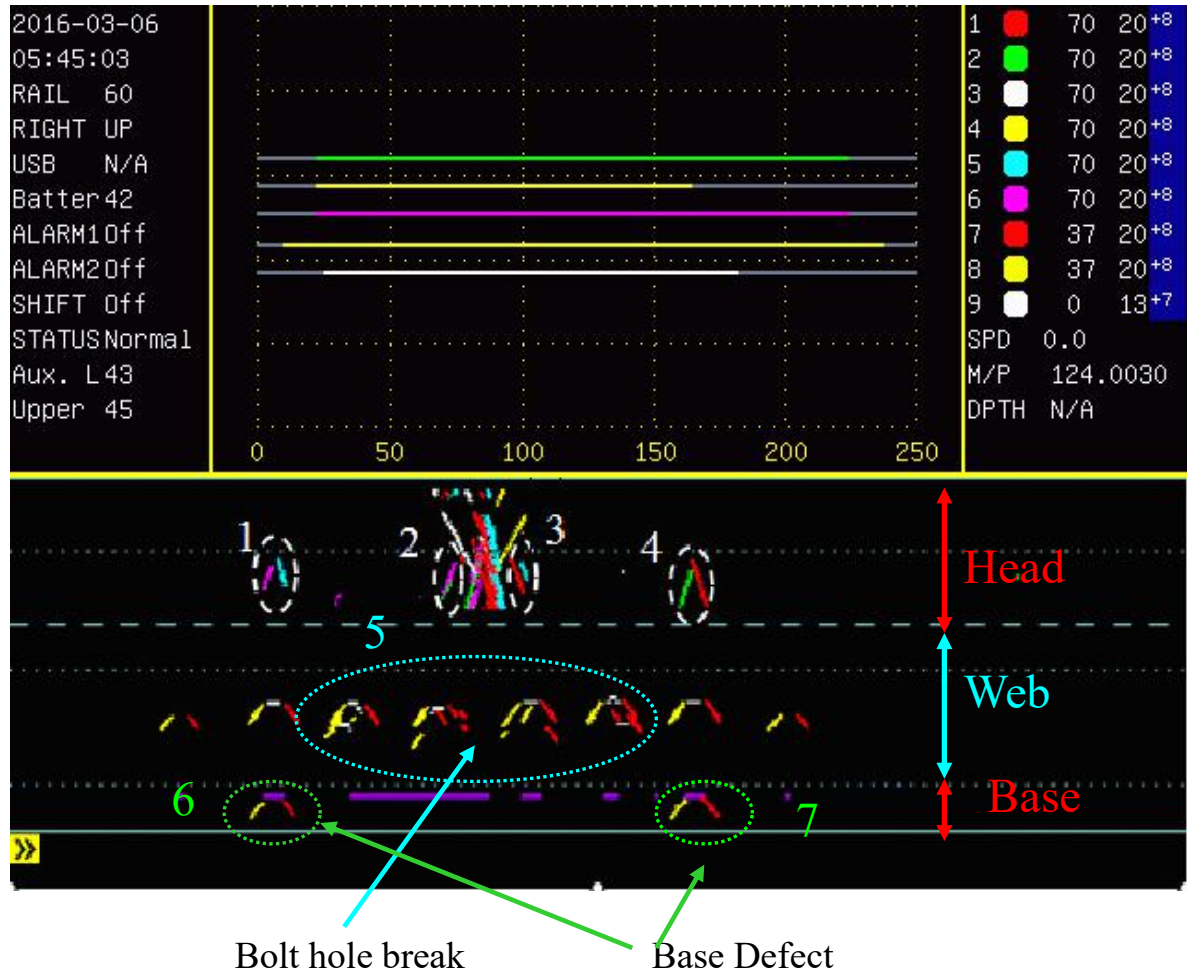 2016-03-06
05:45:03
RAIL 60
RIGHT UP
USB N/A
Batter 42
ALARM1 Off
ALARM2 Off
SHIFT Off
STATUS Normal
Aux. L 43
Upper 45
0 50 100 150 200 250
1 70 20 +8
2 70 20 +8
3 70 20 +8
4 70 20 +8
5 70 20 +8
6 70 20 +8
7 37 20 +8
8 37 20 +8
9 0 13 +7
SPD 0.0
M/P 124.0030
DPTH N/A
1 2 3 4
Head
5
Web
6 7
Base
»
Bolt hole break Base Defect